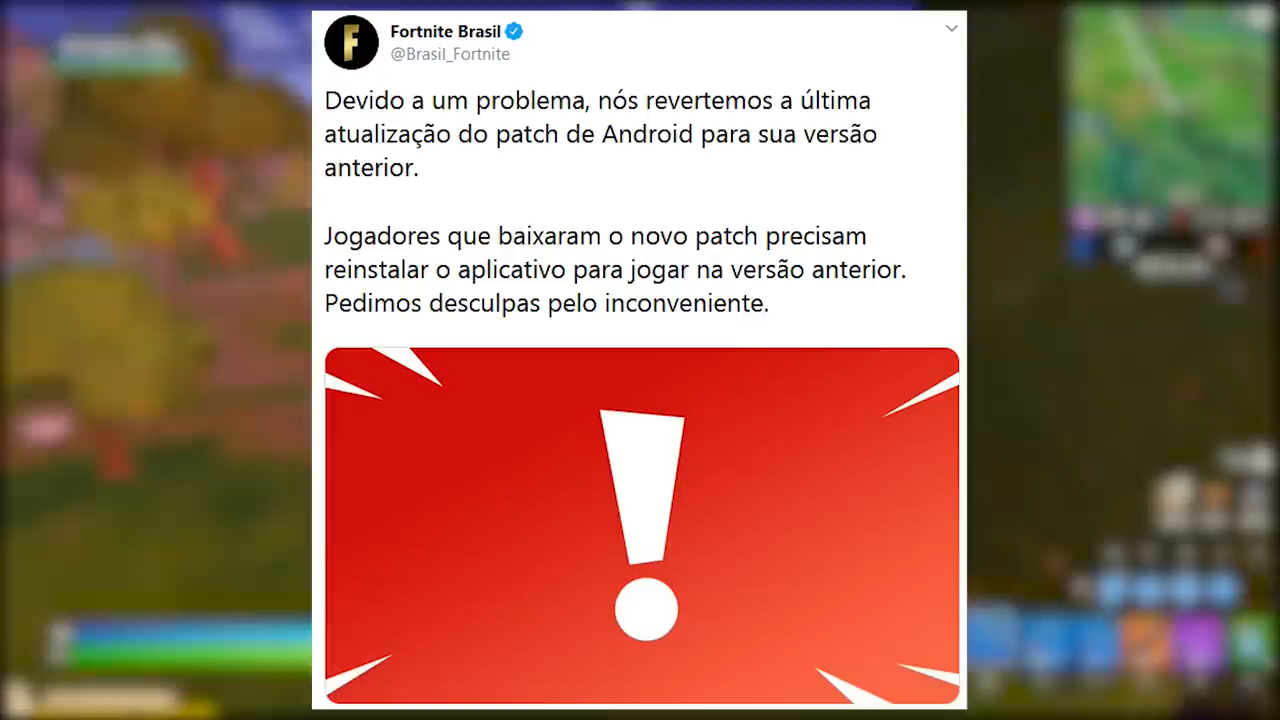 Fortnite Brasil
@Brasil_Fortnite
Devido a um problema, nós revertemos a última
atualização do patch de Android para sua versão
anterior.
Jogadores que baixaram o novo patch precisam
reinstalar o aplicativo para jogar na versão anterior.
Pedimos desculpas pelo inconveniente.
!